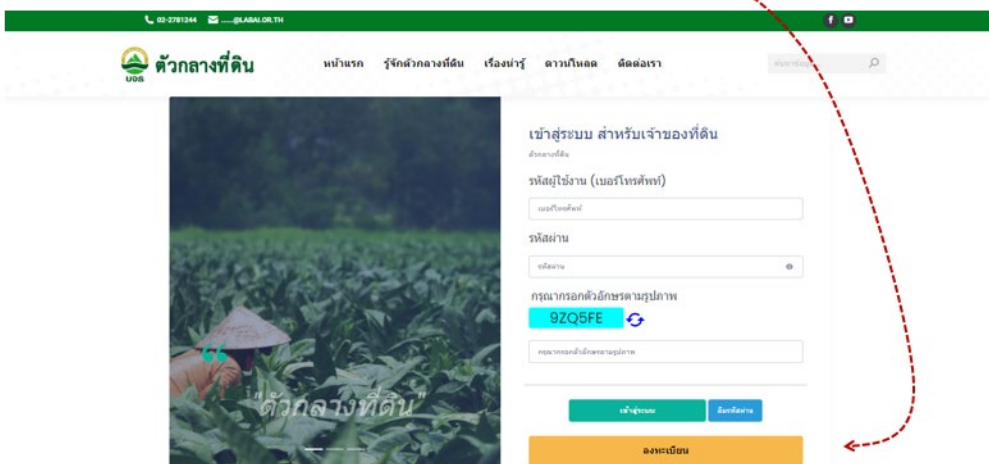 02-2781244 ......@LABAI.OR.TH
บจธ
ตัวกลางที่ดิน
หน้าแรก รู้จักตัวกลางที่ดิน เรื่องน่ารู้ ดาวน์โหลด ติดต่อเรา
ค้นหาข้อมูล
เข้าสู่ระบบ สำหรับเจ้าของที่ดิน
ตัวกลางที่ดิน
รหัสผู้ใช้งาน (เบอร์โทรศัพท์)
เบอร์โทรศัพท์
รหัสผ่าน
รหัสผ่าน
กรุณากรอกตัวอักษรตามรูปภาพ
9ZQ5FE
กรุณากรอกตัวอักษรตามรูปภาพ
เข้าสู่ระบบ ลืมรหัสผ่าน
ลงทะเบียน
"ตัวกลางที่ดิน"